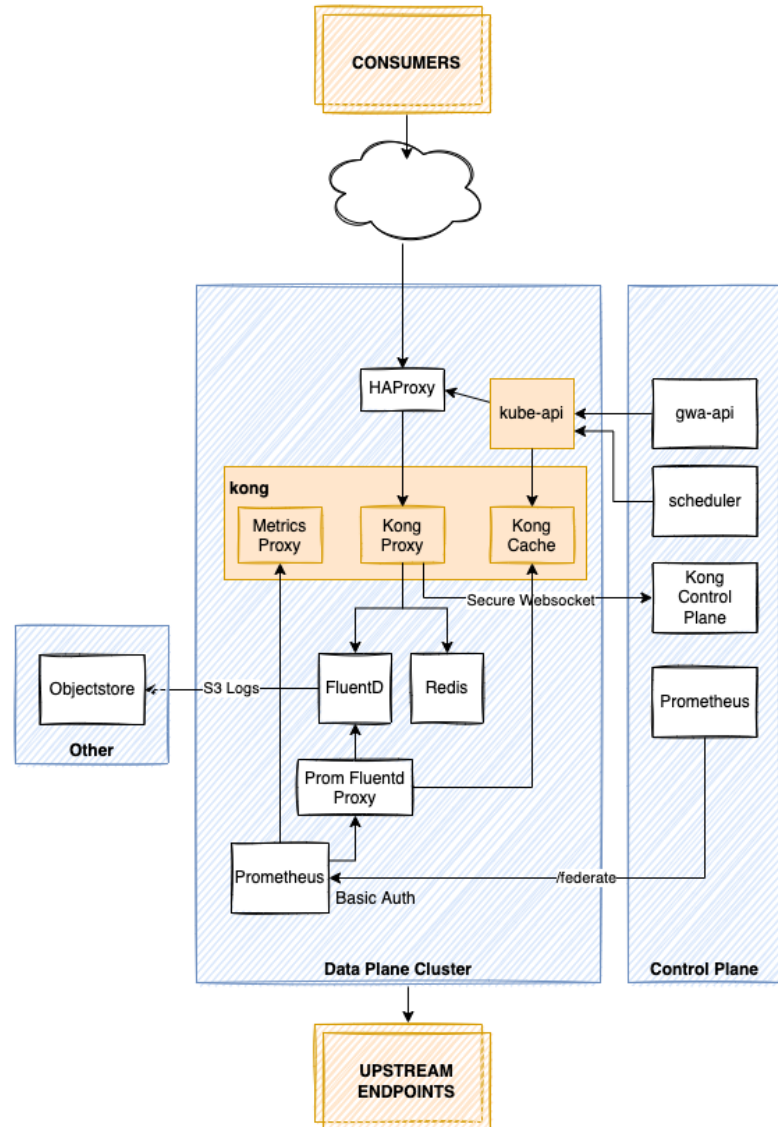 CONSUMERS
HAProxy
kube-api
gwa-api
kong
scheduler
Metrics
Proxy
Kong
Proxy
Kong
Cache
Secure Websocket
Kong
Control
Plane
Objectstore
S3 Logs
FluentD
Redis
Prometheus
Other
Prom Fluentd
Proxy
Prometheus
/federate
Basic Auth
Data Plane Cluster
Control Plane
UPSTREAM
ENDPOINTS